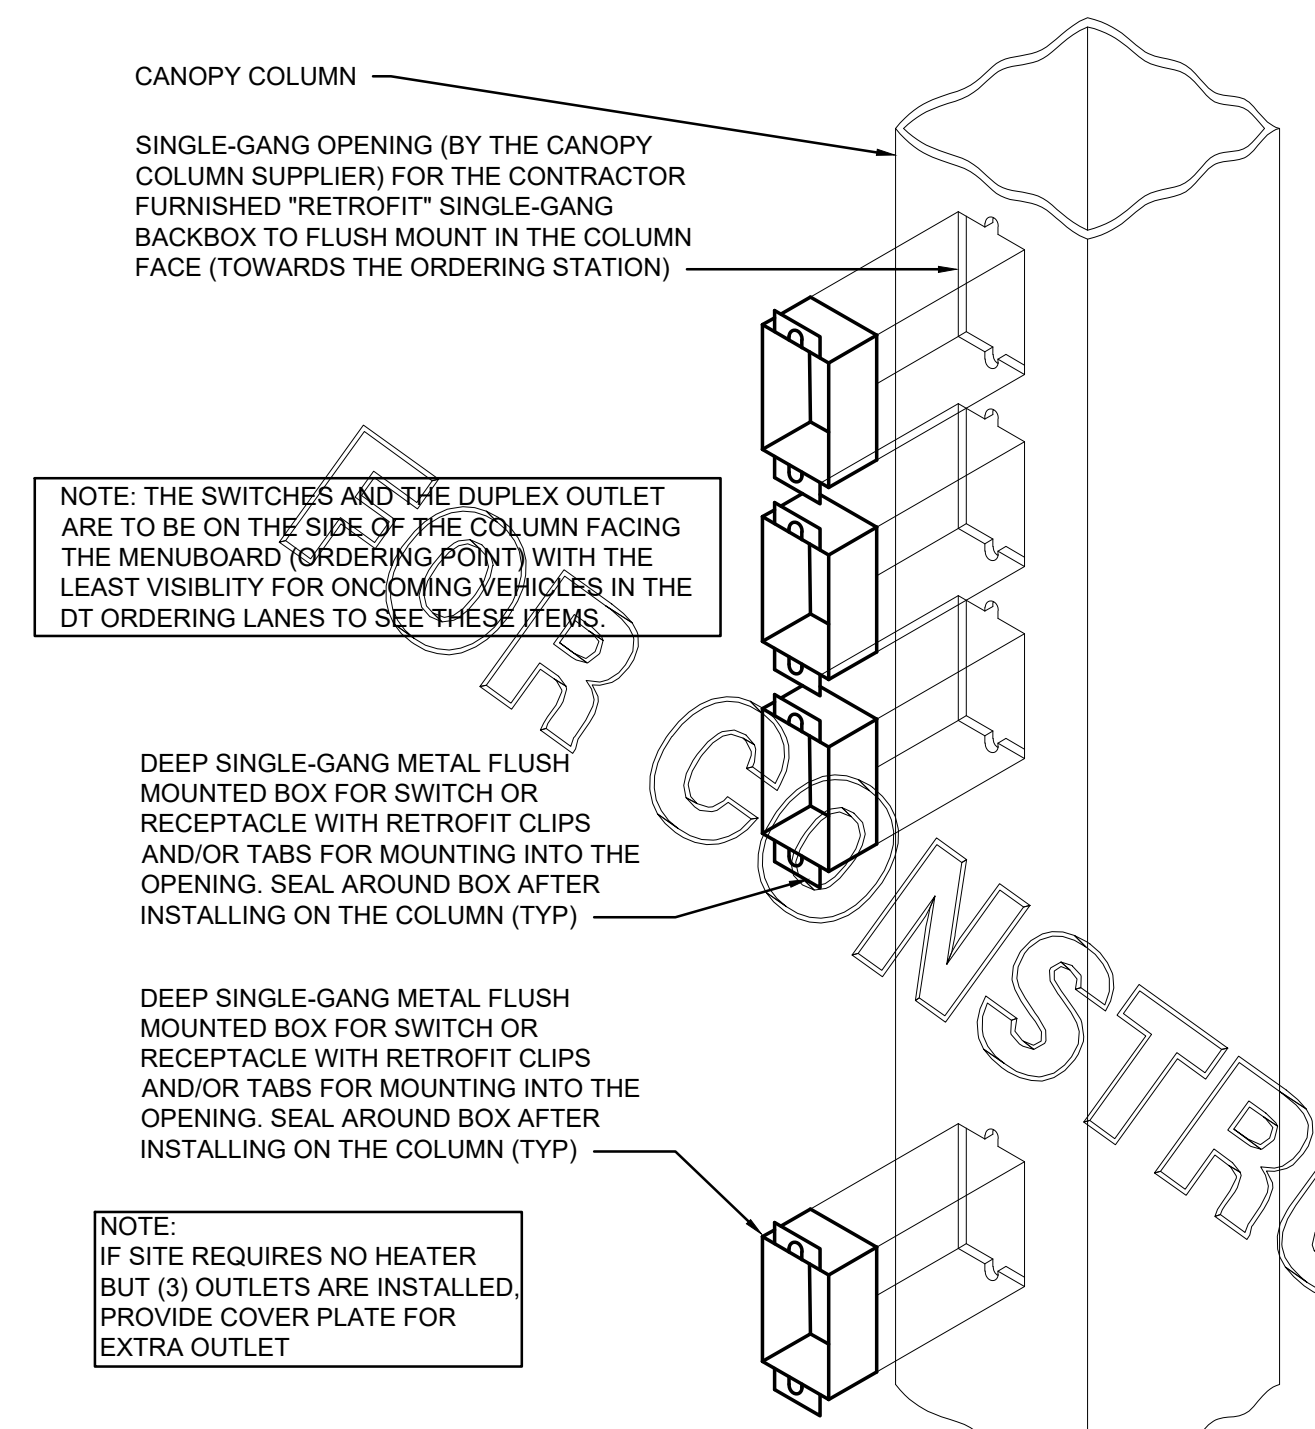 CANOPY COLUMN
SINGLE-GANG OPENING (BY THE CANOPY
COLUMN SUPPLIER) FOR THE CONTRACTOR
FURNISHED "RETROFIT" SINGLE-GANG
BACKBOX TO FLUSH MOUNT IN THE COLUMN
FACE (TOWARDS THE ORDERING STATION)
NOTE: THE SWITCHES AND THE DUPLEX OUTLET
ARE TO BE ON THE SIDE OF THE COLUMN FACING
THE MENUBOARD (ORDERING POINT) WITH THE
LEAST VISIBLITY FOR ONCOMING VEHICLES IN THE
DT ORDERING LANES TO SEE THESE ITEMS.
DEEP SINGLE-GANG METAL FLUSH
MOUNTED BOX FOR SWITCH OR
RECEPTACLE WITH RETROFIT CLIPS
AND/OR TABS FOR MOUNTING INTO THE
OPENING. SEAL AROUND BOX AFTER
INSTALLING ON THE COLUMN (TYP)
DEEP SINGLE-GANG METAL FLUSH
MOUNTED BOX FOR SWITCH OR
RECEPTACLE WITH RETROFIT CLIPS
AND/OR TABS FOR MOUNTING INTO THE
OPENING. SEAL AROUND BOX AFTER
INSTALLING ON THE COLUMN (TYP)
NOTE:
IF SITE REQUIRES NO HEATER
BUT (3) OUTLETS ARE INSTALLED,
PROVIDE COVER PLATE FOR
EXTRA OUTLET
FOR CONSTR